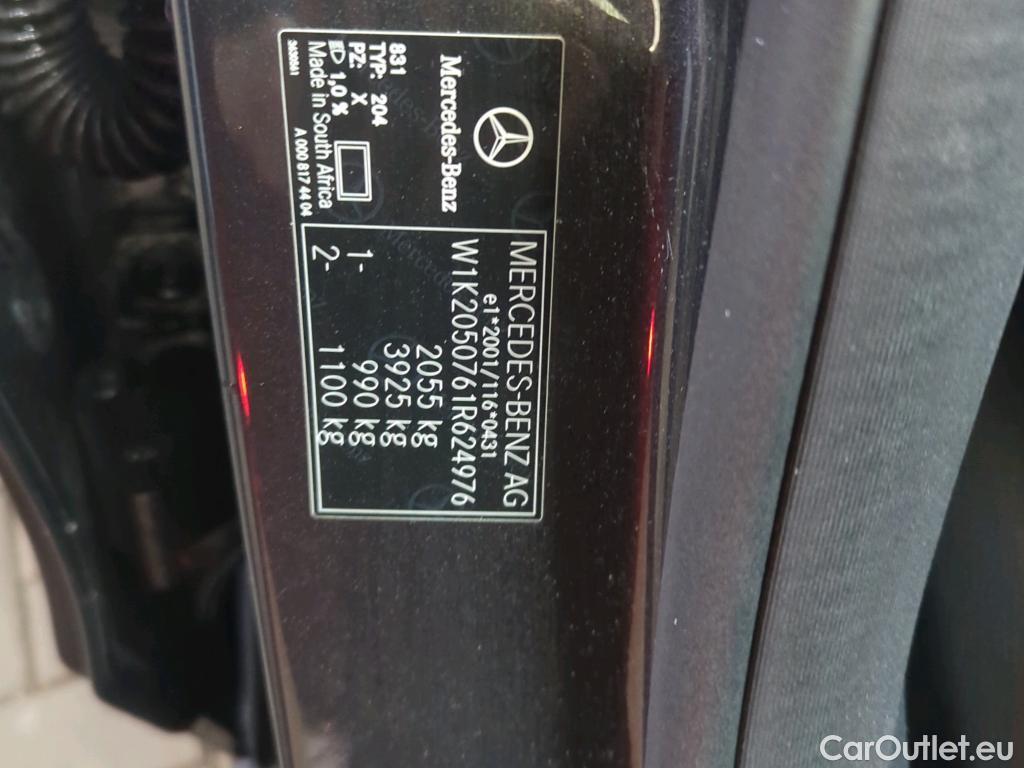 Mercedes-Benz
831
TYP: 204
PZ: X
1,0 %
Made in South Africa
A 000 817 44 04
MERCEDES-BENZ AG
e1*2001/116*0431
W1K2050761R624976
2055 kg
3925 kg
1- 990 kg
2- 1100 kg
CarOutlet.eu